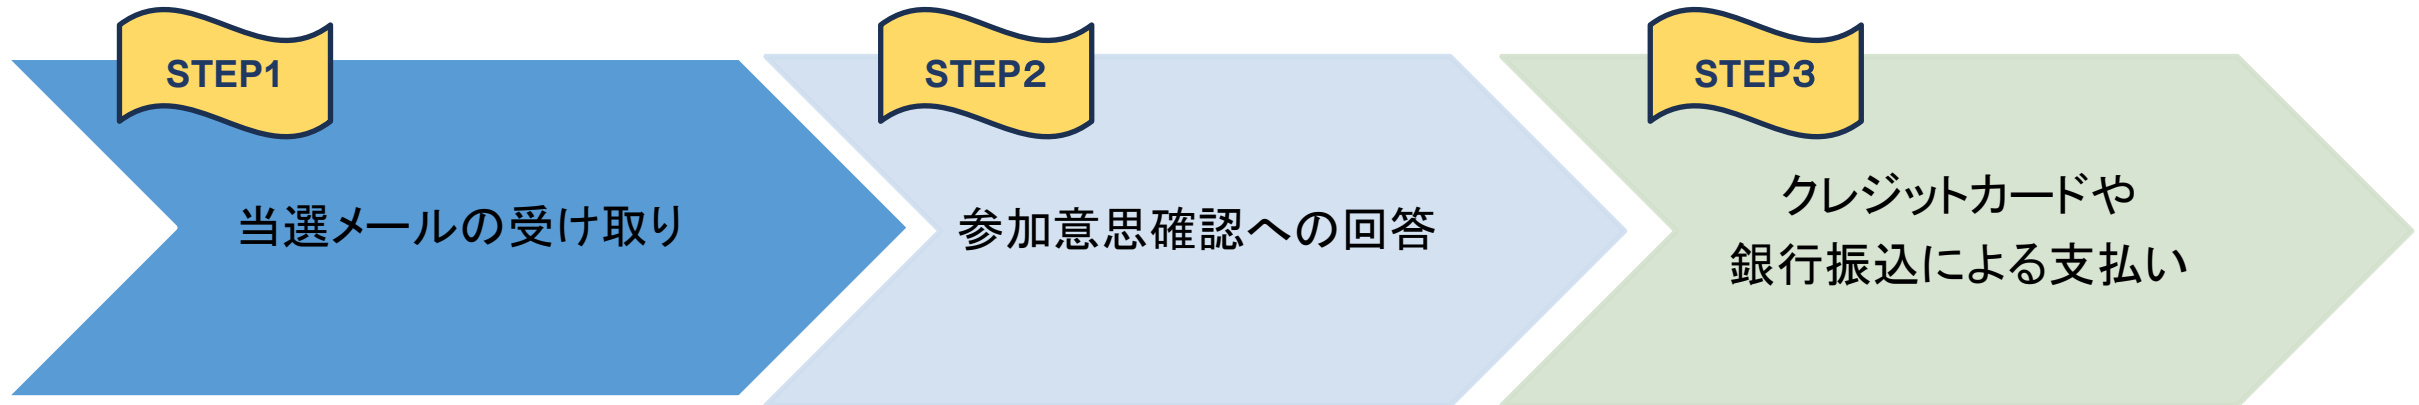 STEP1
当選メールの受け取り
STEP2
参加意思確認への回答
STEP3
クレジットカードや
銀行振込による支払い